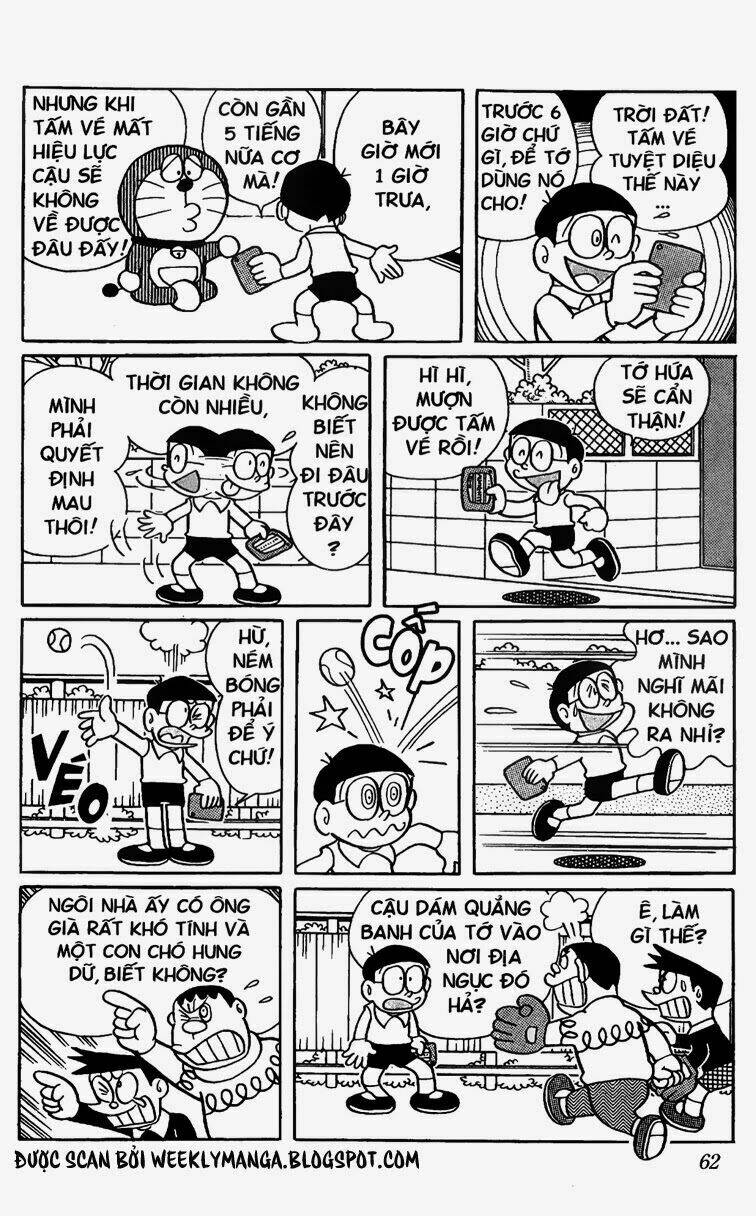 TRỜI ĐẤT!
TẤM VÉ
TUYỆT DIỆU
THẾ NÀY
...
TRƯỚC 6
GIỜ CHỨ
GÌ, ĐỂ TỚ
DÙNG NÓ
CHO!
BÂY
GIỜ MỚI
1 GIỜ
TRƯA,
CÒN GẦN
5 TIẾNG
NỮA CƠ
MÀ!
NHƯNG KHI
TẤM VÉ MẤT
HIỆU LỰC
CẬU SẼ
KHÔNG
VỀ ĐƯỢC
ĐÂU ĐẤY!
TỚ HỨA
SẼ CẨN
THẬN!
HÌ HÌ,
MƯỢN
ĐƯỢC TẤM
VÉ RỒI!
KHÔNG
BIẾT
NÊN
ĐI ĐÂU
TRƯỚC
ĐÂY
?
THỜI GIAN KHÔNG
CÒN NHIỀU,
MÌNH
PHẢI
QUYẾT
ĐỊNH
MAU
THÔI!
HƠ... SAO
MÌNH
NGHĨ MÃI
KHÔNG
RA NHỈ?
CỐP
HỪ,
NÉM
BÓNG
PHẢI
ĐỂ Ý
CHỨ!
VÈO
Ê, LÀM
GÌ THẾ?
CẬU DÁM QUẲNG
BANH CỦA TỚ VÀO
NƠI ĐỊA
NGỤC ĐÓ
HẢ?
NGÔI NHÀ ẤY CÓ ÔNG
GIÀ RẤT KHÓ TÍNH VÀ
MỘT CON CHÓ HUNG
DỮ, BIẾT KHÔNG?
ĐƯỢC SCAN BỞI WEEKLYMANGA.BLOGSPOT.COM
62